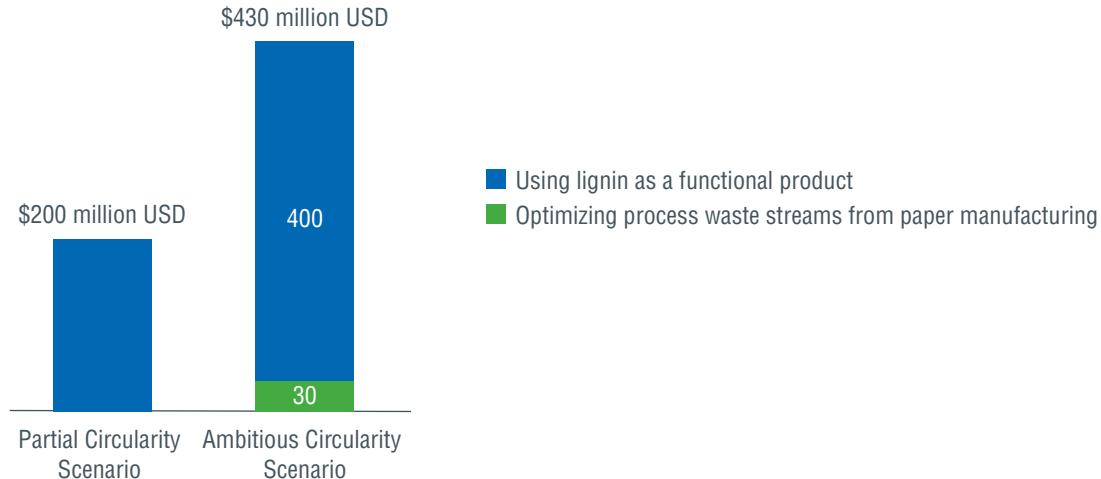 $430 million USD
$200 million USD
400
30
Using lignin as a functional product
Optimizing process waste streams from paper manufacturing
Partial Circularity
Scenario
Ambitious Circularity
Scenario